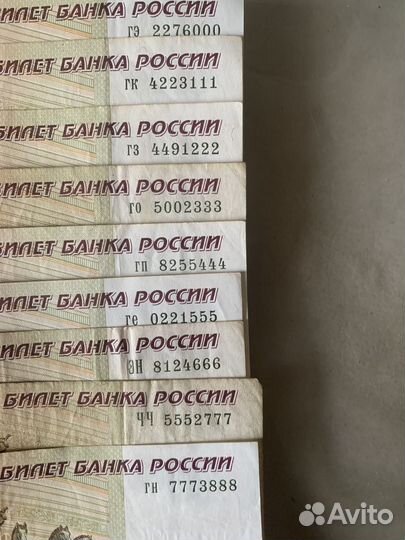 БИЛЕТ БАНКА РОССИИ
гэ 2276000
БИЛЕТ БАНКА РОССИИ
гк 4223111
БИЛЕТ БАНКА РОССИИ
гз 4491222
БИЛЕТ БАНКА РОССИИ
го 5002333
БИЛЕТ БАНКА РОССИИ
гп 8255444
БИЛЕТ БАНКА РОССИИ
ге 0221555
БИЛЕТ БАНКА РОССИИ
ЭН 8124666
БИЛЕТ БАНКА РОССИИ
ЧЧ 5552777
БИЛЕТ БАНКА РОССИИ
гн 7773888
Avito